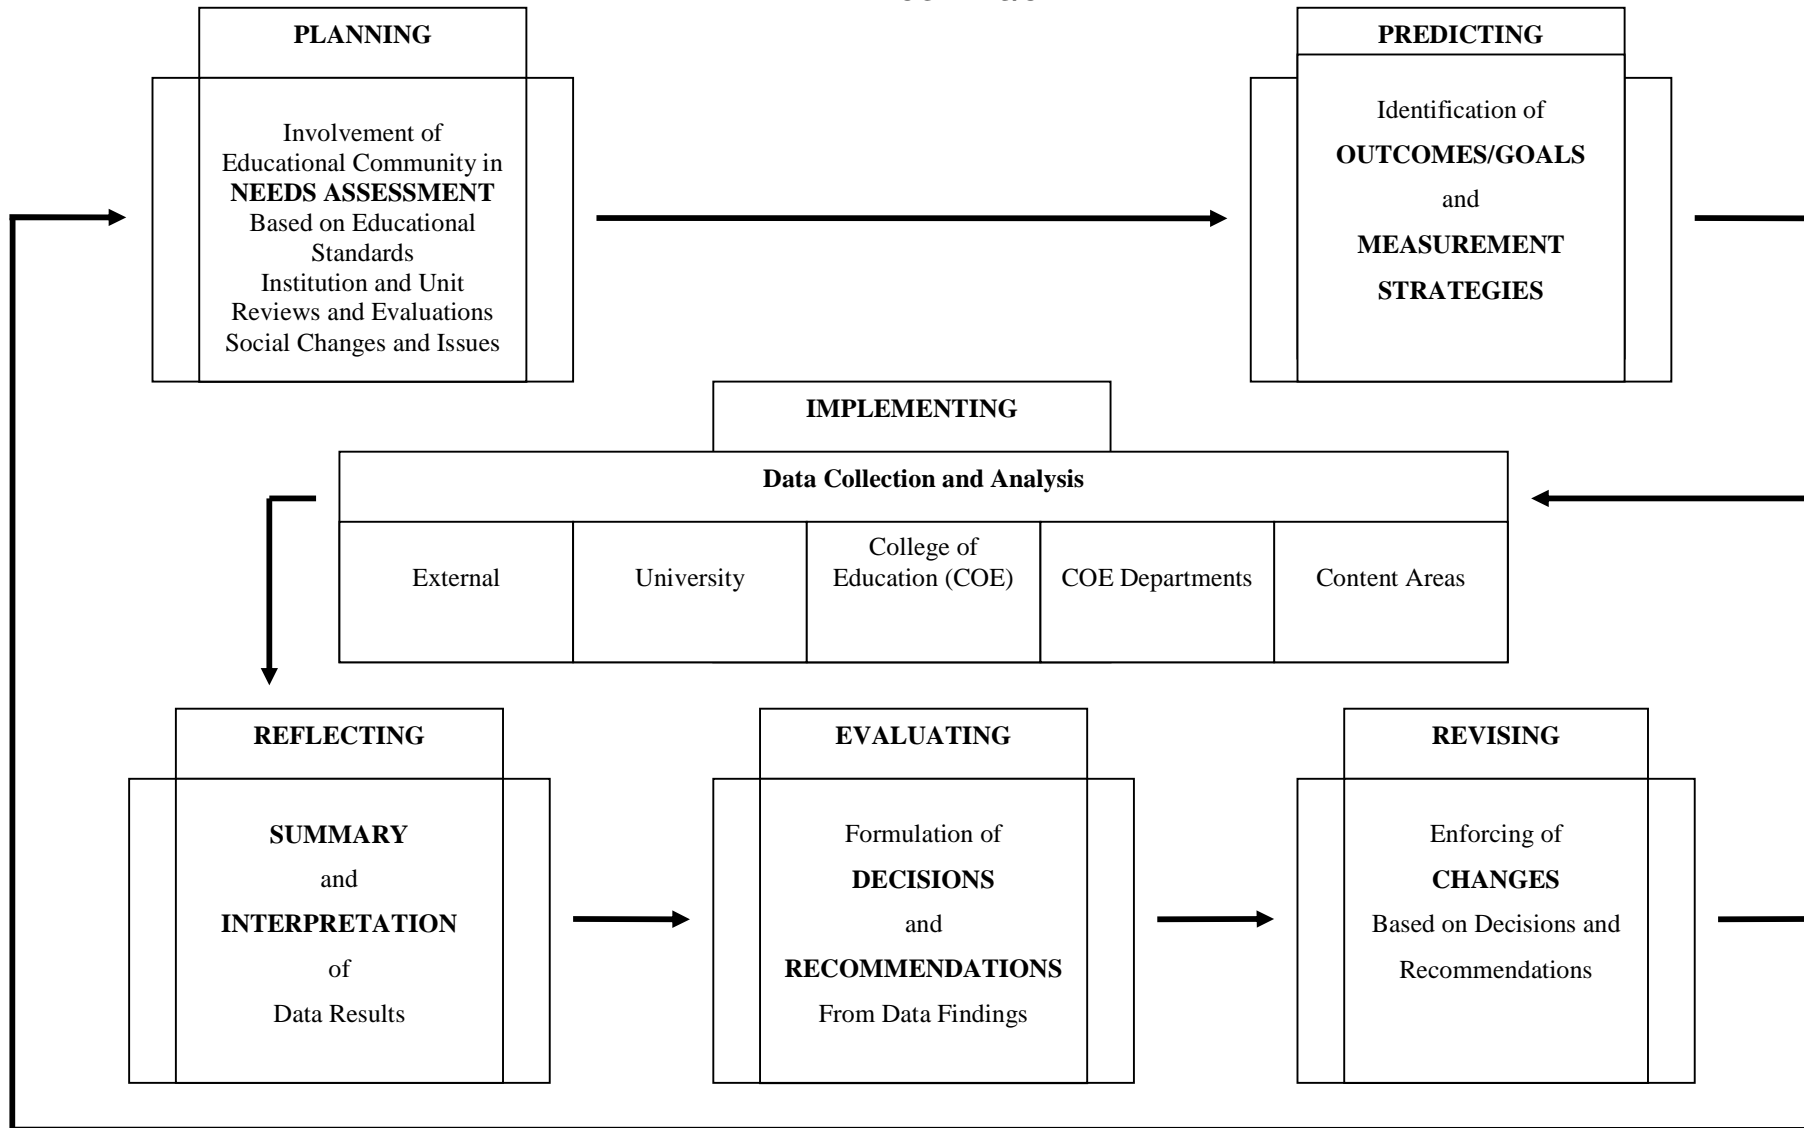 PLANNING
Involvement of
Educational Community in
NEEDS ASSESSMENT
Based on Educational
Standards
Institution and Unit
Reviews and Evaluations
Social Changes and Issues
PREDICTING
Identification of
OUTCOMES/GOALS
and
MEASUREMENT
STRATEGIES
IMPLEMENTING
Data Collection and Analysis
External
University
College of
Education (COE)
COE Departments
Content Areas
REFLECTING
SUMMARY
and
INTERPRETATION
of
Data Results
EVALUATING
Formulation of
DECISIONS
and
RECOMMENDATIONS
From Data Findings
REVISING
Enforcing of
CHANGES
Based on Decisions and
Recommendations